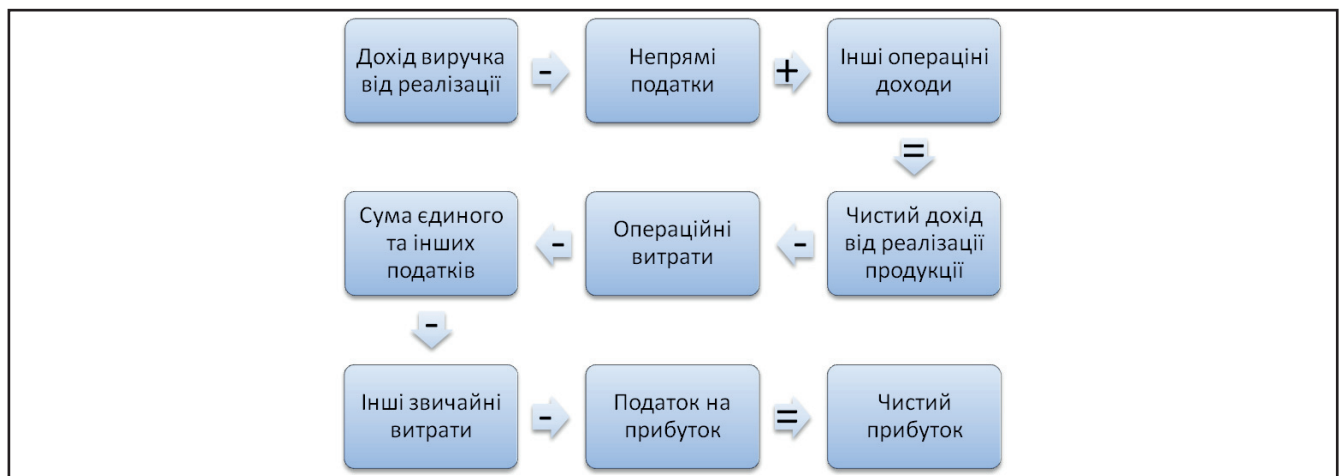 Дохід виручка
від реалізації
-
Непрямі
податки
+
Інші операціні
доходи
=
Чистий дохід
від реалізації
продукції
-
Операційні
витрати
-
Сума єдиного
та інших
податків
-
Інші звичайні
витрати
-
Податок на
прибуток
=
Чистий
прибуток